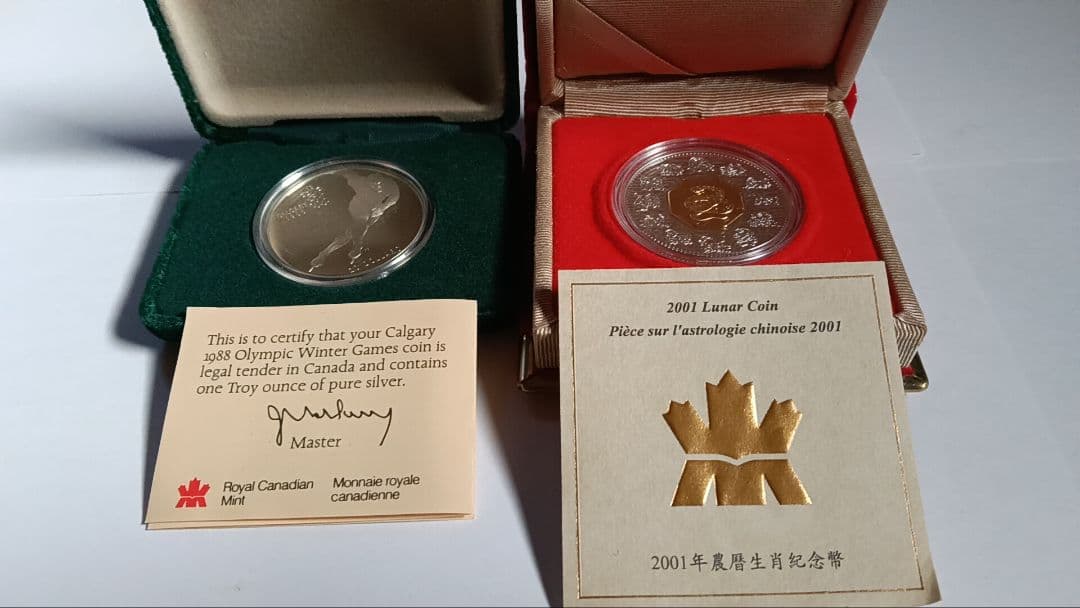 This is to certify that your Calgary
1988 Olympic Winter Games coin is
legal tender in Canada and contains
one Troy ounce of pure silver.
Master
Royal Canadian
Mint
Monnaie royale
canadienne
2001 Lunar Coin
Pièce sur l'astrologie chinoise 2001
2001年農曆生肖纪念幣